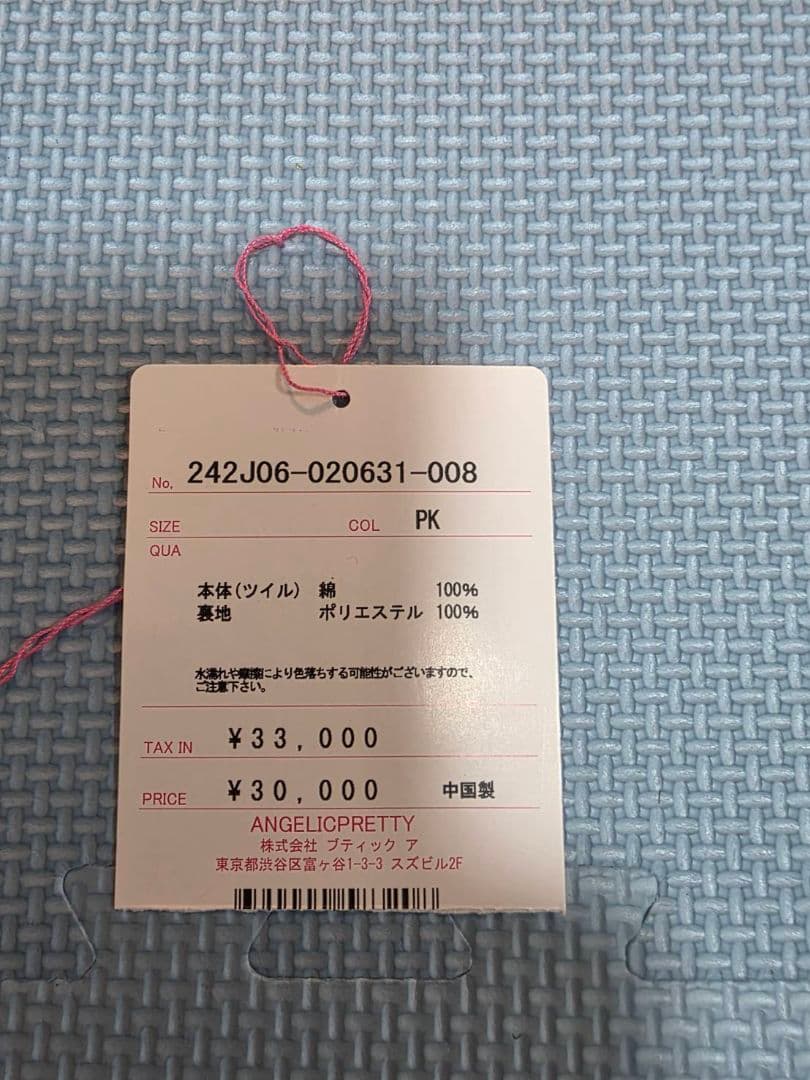 No, 242J06-020631-008
SIZE COL PK
QUA
本体(ツイル) 綿 100%
裏地 ポリエステル 100%
水濡れや摩擦により色落ちする可能性がございますので、
ご注意下さい。
TAX IN ¥33,000
PRICE ¥30,000 中国製
ANGELICPRETTY
株式会社 ブティック ア
東京都渋谷区富ヶ谷1-3-3 スズビル2F